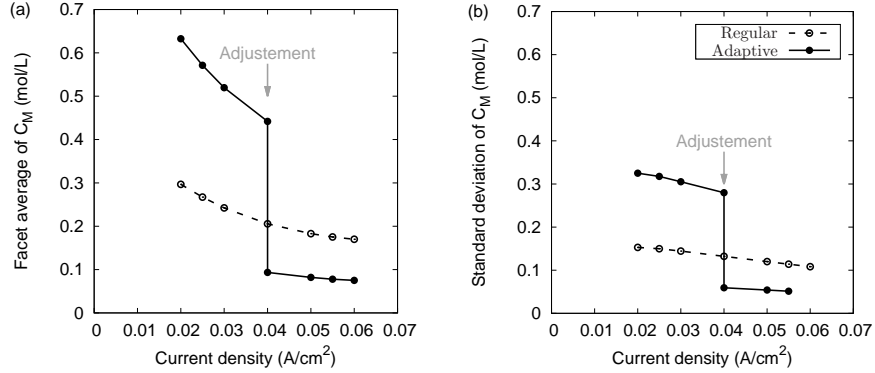 (a)
Facet average of C_M (mol/L)
0.7
0.6
0.5
0.4
0.3
0.2
0.1
0
Adjustement
0 0.01 0.02 0.03 0.04 0.05 0.06 0.07
Current density (A/cm²)
(b)
Standard deviation of C_M (mol/L)
0.7
0.6
0.5
0.4
0.3
0.2
0.1
0
Regular
Adaptive
Adjustement
0 0.01 0.02 0.03 0.04 0.05 0.06 0.07
Current density (A/cm²)